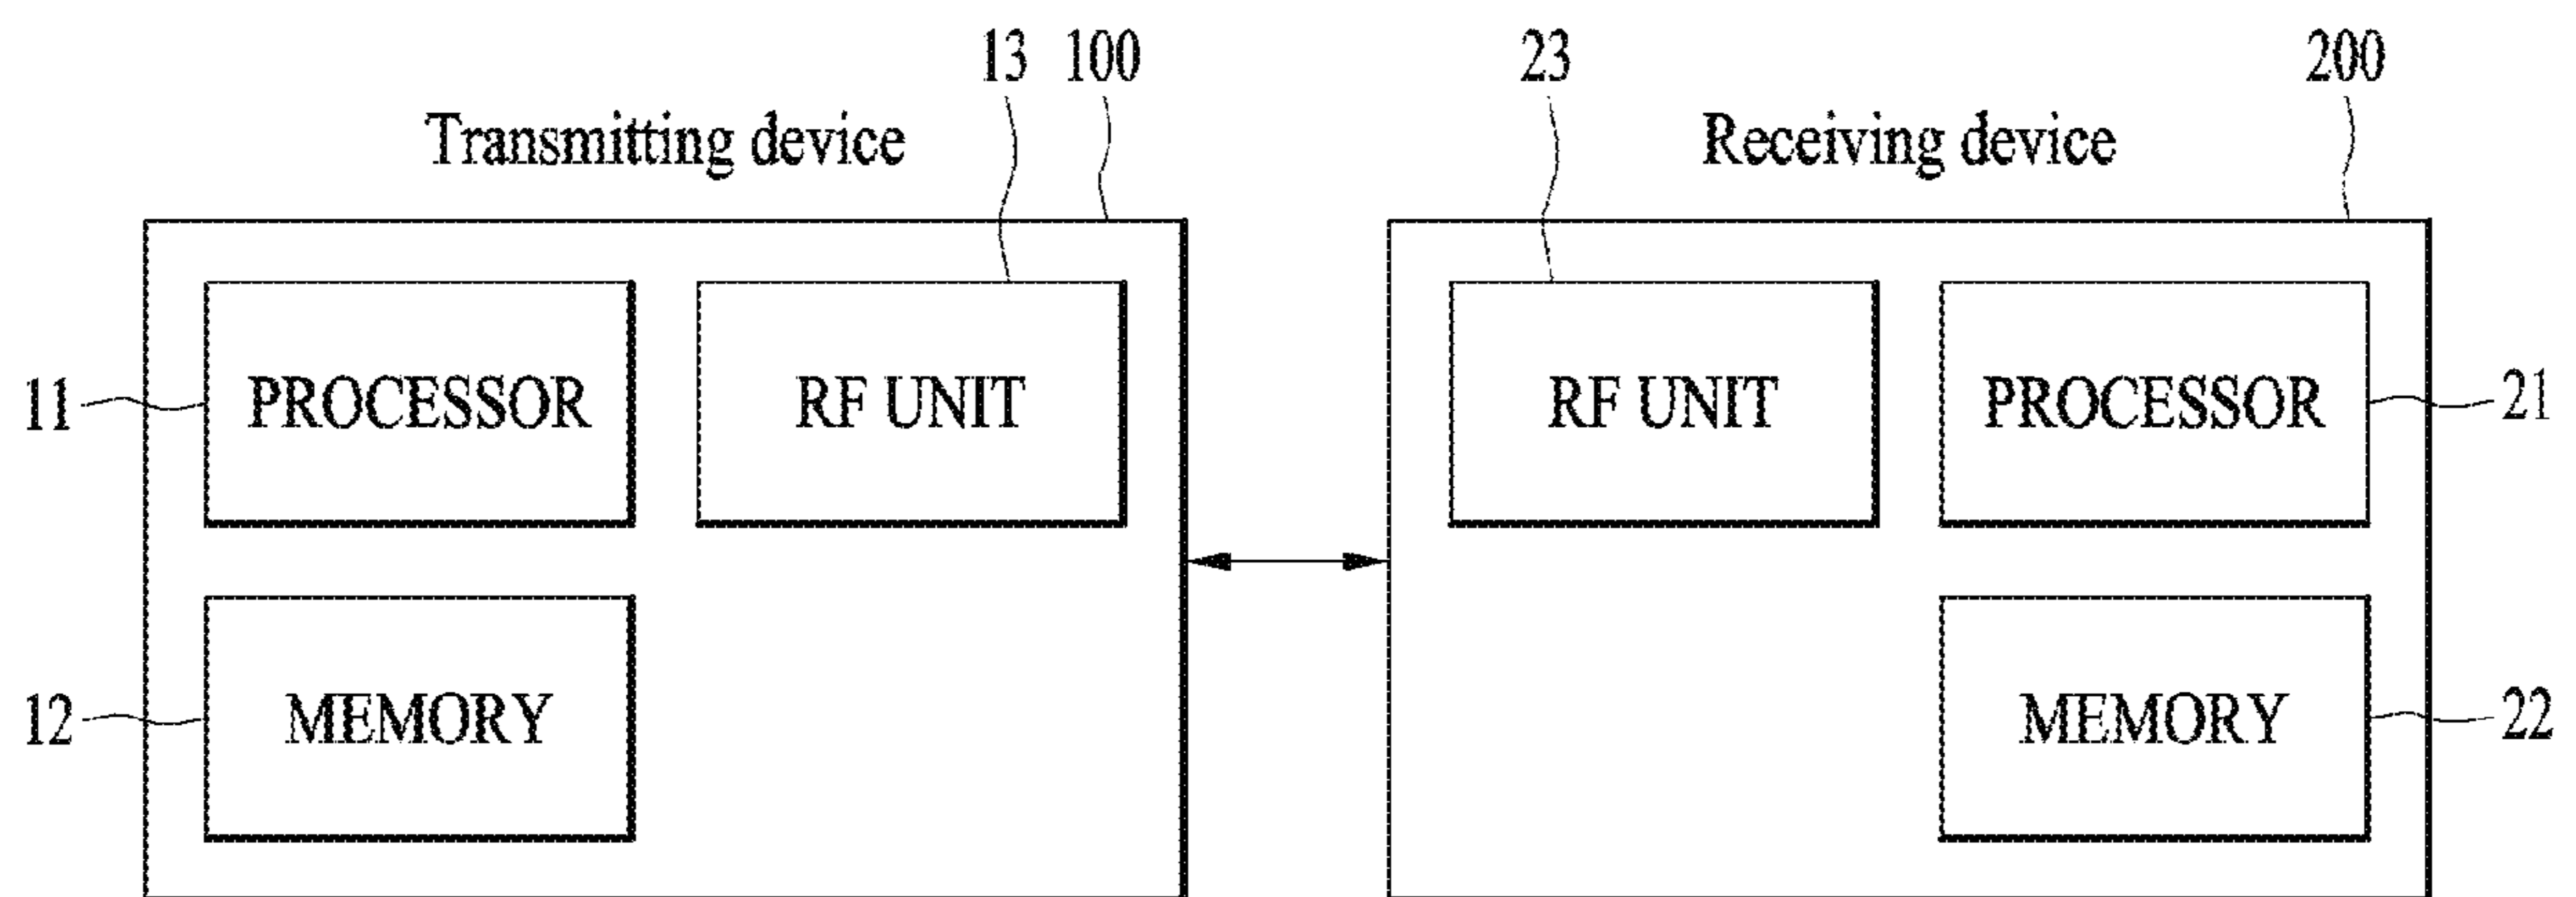 13 100 23 200
Transmitting device Receiving device
11 PROCESSOR RF UNIT RF UNIT PROCESSOR 21
12 MEMORY MEMORY 22